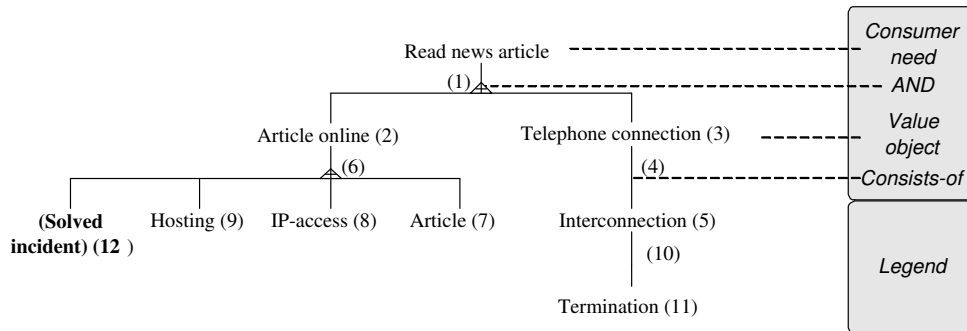 Consumer
need
Read news article
(1)
AND
Article online (2)
Telephone connection (3)
Value
object
(6)
(4)
Consists-of
(Solved
incident) (12 )
Hosting (9)
IP-access (8)
Article (7)
Interconnection (5)
(10)
Legend
Termination (11)